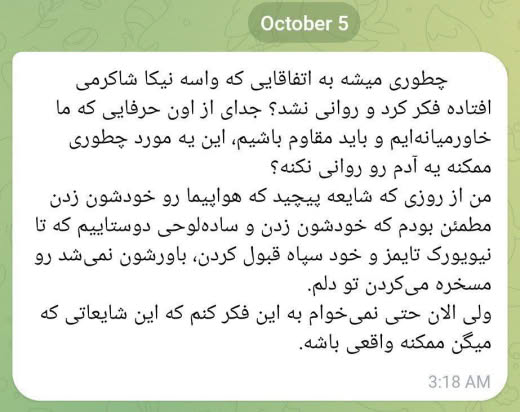 October 5
چطوری میشه به اتفاقایی که واسه نیکا شاکرمی
افتاده فکر کرد و روانی نشد؟ جدای از اون حرفایی که ما
خاورمیانه‌ایم و باید مقاوم باشیم، این یه مورد چطوری
ممکنه یه آدم رو روانی نکنه؟
من از روزی که شایعه پیچید که هواپیما رو خودشون زدن
مطمئن بودم که خودشون زدن و ساده‌لوحی دوستاییم که تا
نیویورک تایمز و خود سپاه قبول کردن، باورشون نمی‌شد رو
مسخره می‌کردن تو دلم.
ولی الان حتی نمی‌خوام به این فکر کنم که این شایعاتی که
میگن ممکنه واقعی باشه.
3:18 AM